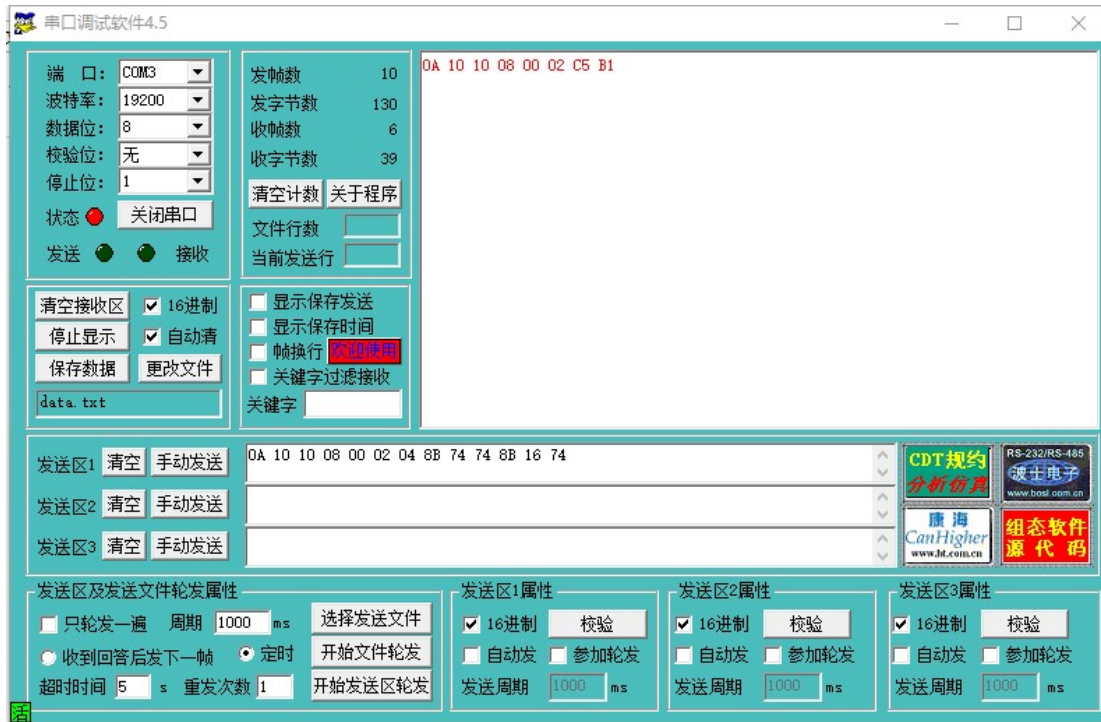 串口调试软件4.5
端 口: COM3
波特率: 19200
数据位: 8
校验位: 无
停止位: 1
状态 关闭串口
发送 接收
发帧数 10
发字节数 130
收帧数 6
收字节数 39
清空计数 关于程序
文件行数
当前发送行
0A 10 10 08 00 02 C5 B1
清空接收区 16进制
停止显示 自动清
保存数据 更改文件
data.txt
显示保存发送
显示保存时间
帧换行 欢迎使用
关键字过滤接收
关键字
发送区1 清空 手动发送 0A 10 10 08 00 02 04 8B 74 74 8B 16 74
发送区2 清空 手动发送
发送区3 清空 手动发送
CDT规约
分析仿真
RS-232/RS-485
波士电子
www.bosi.com.cn
康海
CanHigher
www.ht.com.cn
组态软件
源代码
发送区及发送文件轮发属性
只轮发一遍 周期 1000 ms 选择发送文件
收到回答后发下一帧 定时 开始文件轮发
超时时间 5 s 重发次数 1 开始发送区轮发
发送区1属性
16进制 校验
自动发 参加轮发
发送周期 1000 ms
发送区2属性
16进制 校验
自动发 参加轮发
发送周期 1000 ms
发送区3属性
16进制 校验
自动发 参加轮发
发送周期 1000 ms
活